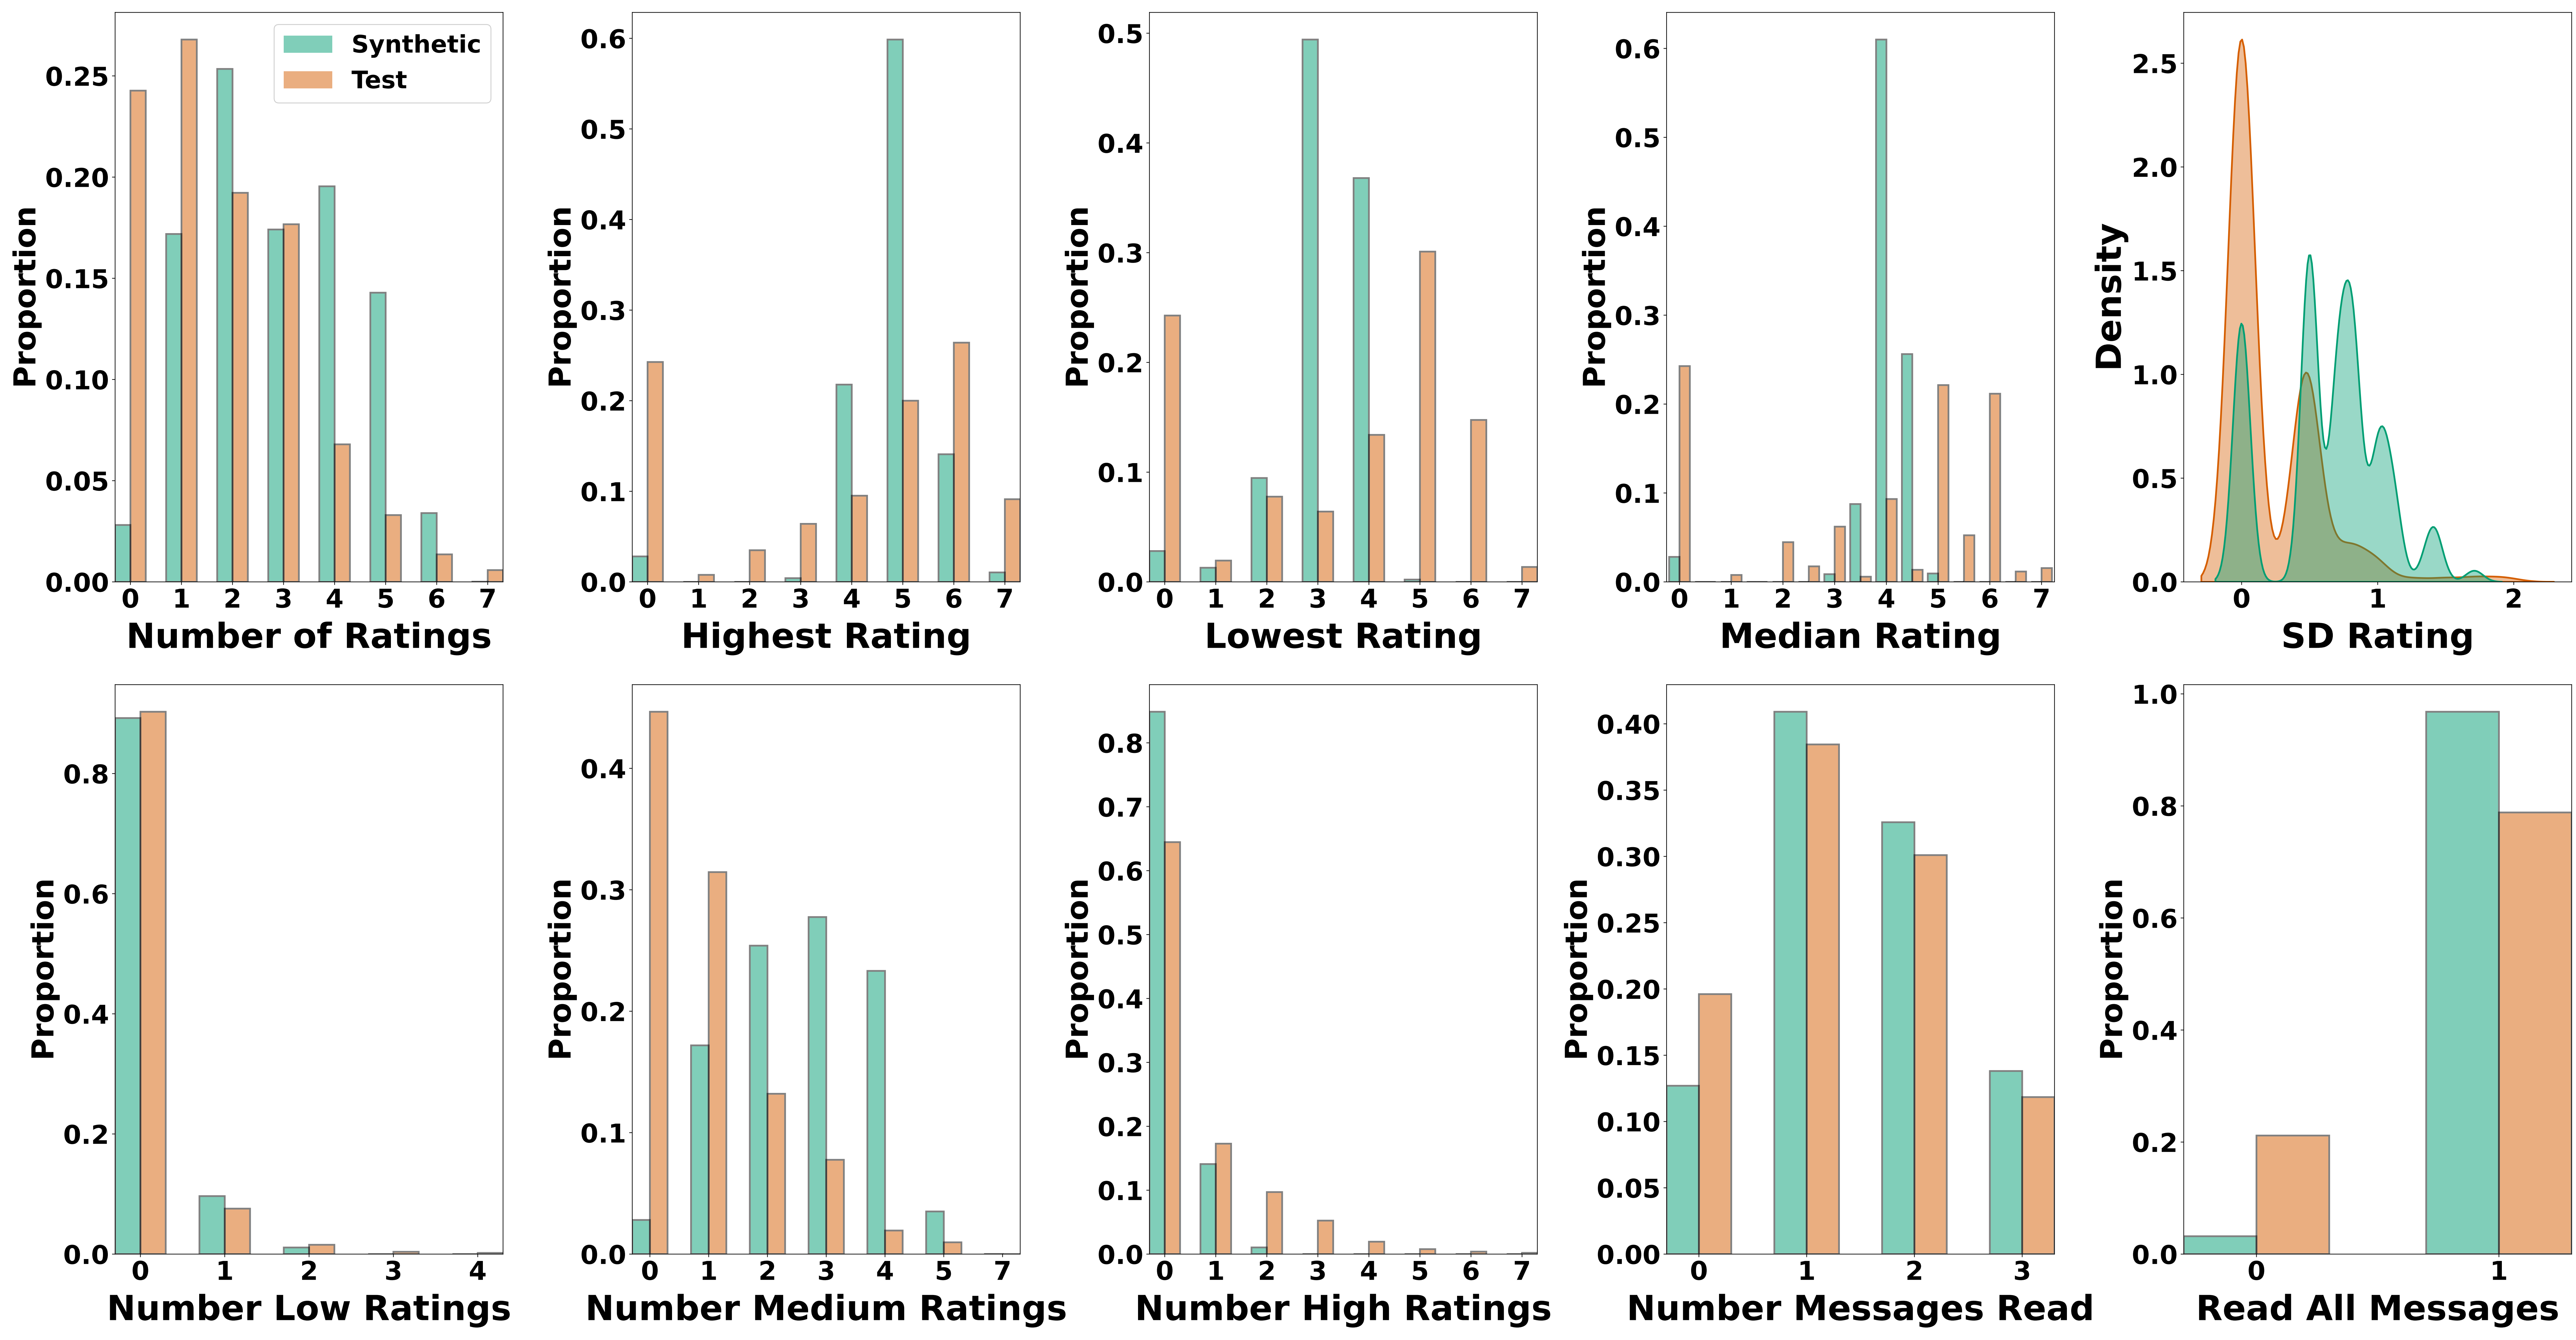 Synthetic
Test
Proportion
0.25
0.20
0.15
0.10
0.05
0.00
0 1 2 3 4 5 6 7
Number of Ratings
Proportion
0.6
0.5
0.4
0.3
0.2
0.1
0.0
0 1 2 3 4 5 6 7
Highest Rating
Proportion
0.5
0.4
0.3
0.2
0.1
0.0
0 1 2 3 4 5 6 7
Lowest Rating
Proportion
0.6
0.5
0.4
0.3
0.2
0.1
0.0
0 1 2 3 4 5 6 7
Median Rating
Density
2.5
2.0
1.5
1.0
0.5
0.0
0 1 2
SD Rating
Proportion
0.8
0.6
0.4
0.2
0.0
0 1 2 3 4
Number Low Ratings
Proportion
0.4
0.3
0.2
0.1
0.0
0 1 2 3 4 5 7
Number Medium Ratings
Proportion
0.8
0.7
0.6
0.5
0.4
0.3
0.2
0.1
0.0
0 1 2 3 4 5 6 7
Number High Ratings
Proportion
0.40
0.35
0.30
0.25
0.20
0.15
0.10
0.05
0.00
0 1 2 3
Number Messages Read
Proportion
1.0
0.8
0.6
0.4
0.2
0.0
0 1
Read All Messages